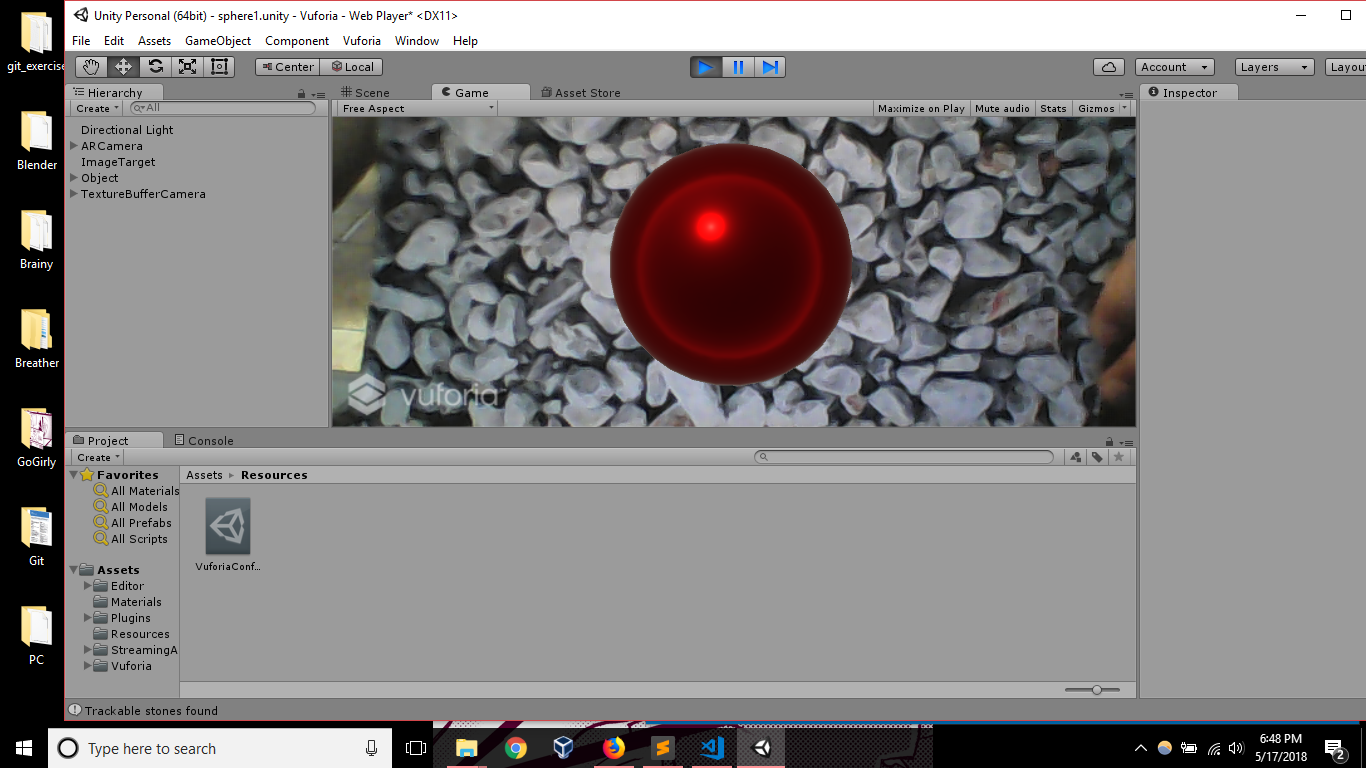 Unity Personal (64bit) - sphere1.unity - Vuforia - Web Player* <DX11>
File Edit Assets GameObject Component Vuforia Window Help
Center Local Account Layers Layou
Hierarchy Scene Game Asset Store Inspector
Create All Free Aspect Maximize on Play Mute audio Stats Gizmos
Directional Light
ARCamera
ImageTarget
Object
TextureBufferCamera
vuforia
Project Console
Create
Favorites
All Materials
All Models
All Prefabs
All Scripts
Assets
Editor
Materials
Plugins
Resources
StreamingA
Vuforia
Assets Resources
VuforiaConf...
Trackable stones found
git_exercise
Blender
Brainy
Breather
GoGirly
Git
PC
Type here to search
6:48 PM
5/17/2018
2